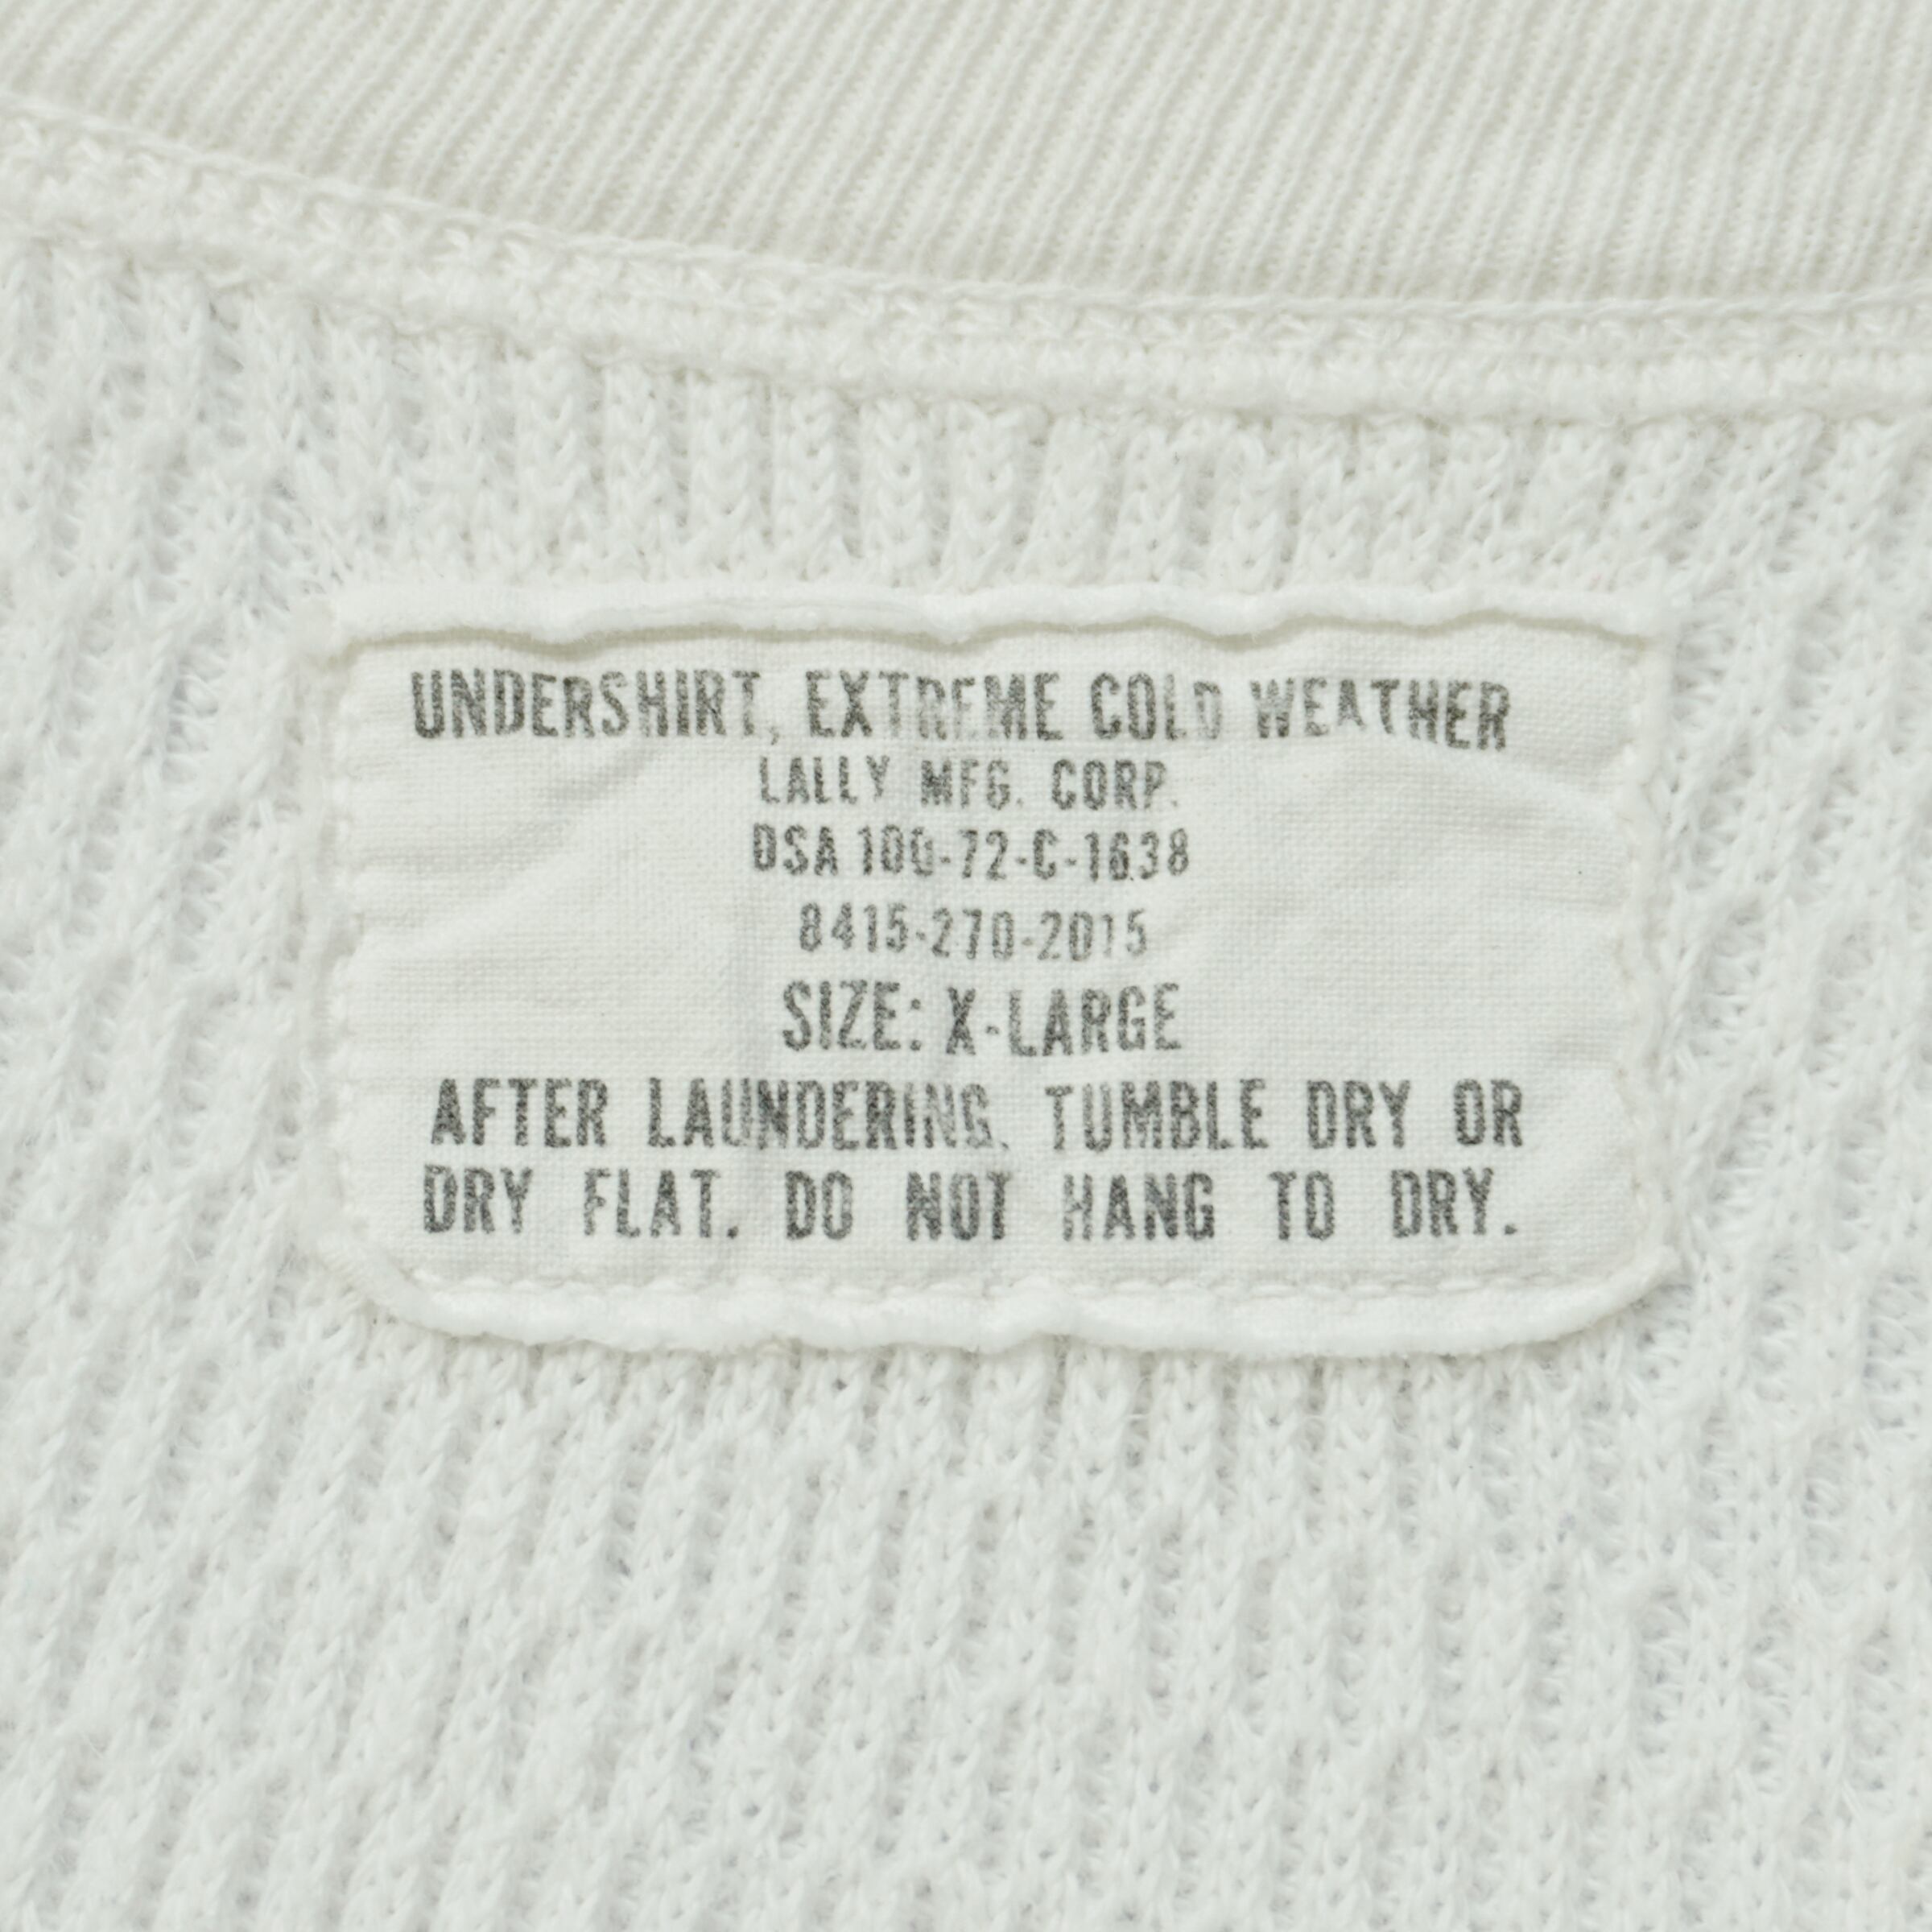 UNDERSHIRT, EXTREME COLD WEATHER
LALLY MFG. CORP.
DSA 100-72-C-1638
8415-270-2015
SIZE: X-LARGE
AFTER LAUNDERING, TUMBLE DRY OR
DRY FLAT. DO NOT HANG TO DRY.